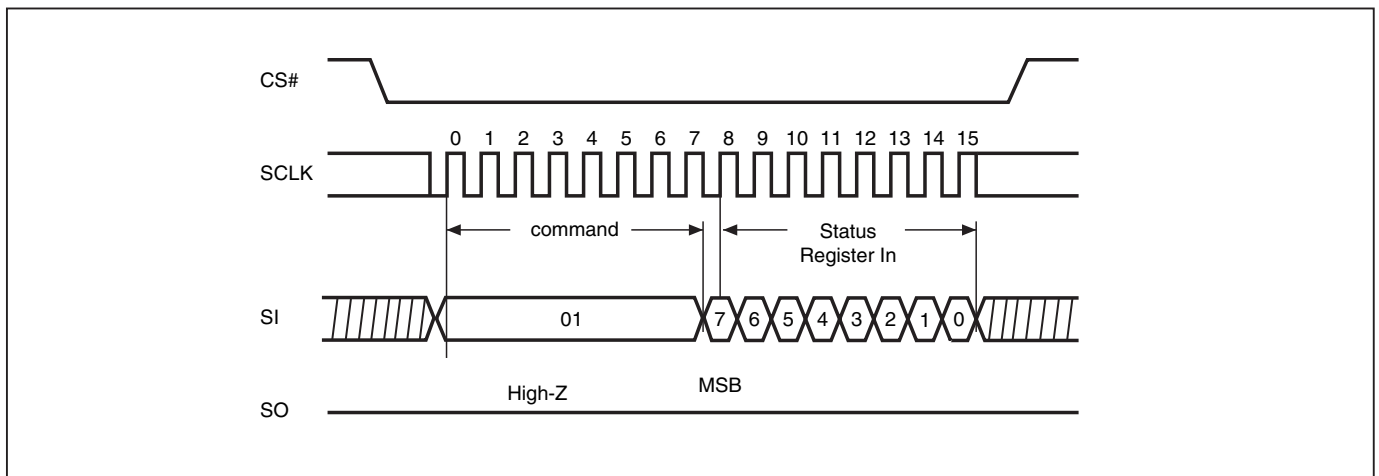 CS#
0 1 2 3 4 5 6 7 8 9 10 11 12 13 14 15
SCLK
command
Status
Register In
SI
01
7 6 5 4 3 2 1 0
High-Z
MSB
SO